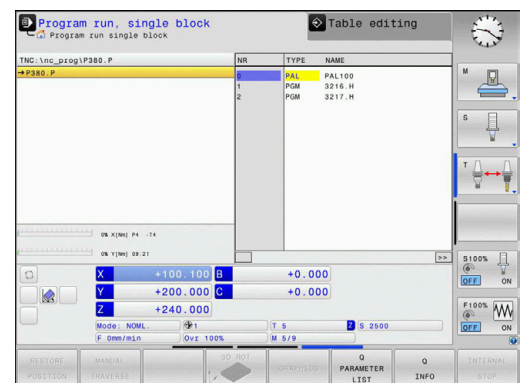 Program run, single block
Table editing
Program run single block
TNC:\nc_prog\P380.P
NR TYPE NAME
→P380.P
0 PAL PAL100
1 PGM 3216.H
2 PGM 3217.H
M
S
T
0% X[Nm] P4 -T4
0% Y[Nm] 09:21
>>
S100%
OFF ON
X +100.100 B +0.000
Y +200.000 C +0.000
Z +240.000
Mode: NOML. 1 T 5 Z S 2500
F 0mm/min Ovr 100% M 5/9
F100%
OFF ON
RESTORE POSITION
MANUAL TRAVERSE
3D ROT
GRAPHICS
Q PARAMETER LIST
Q INFO
INTERNAL STOP